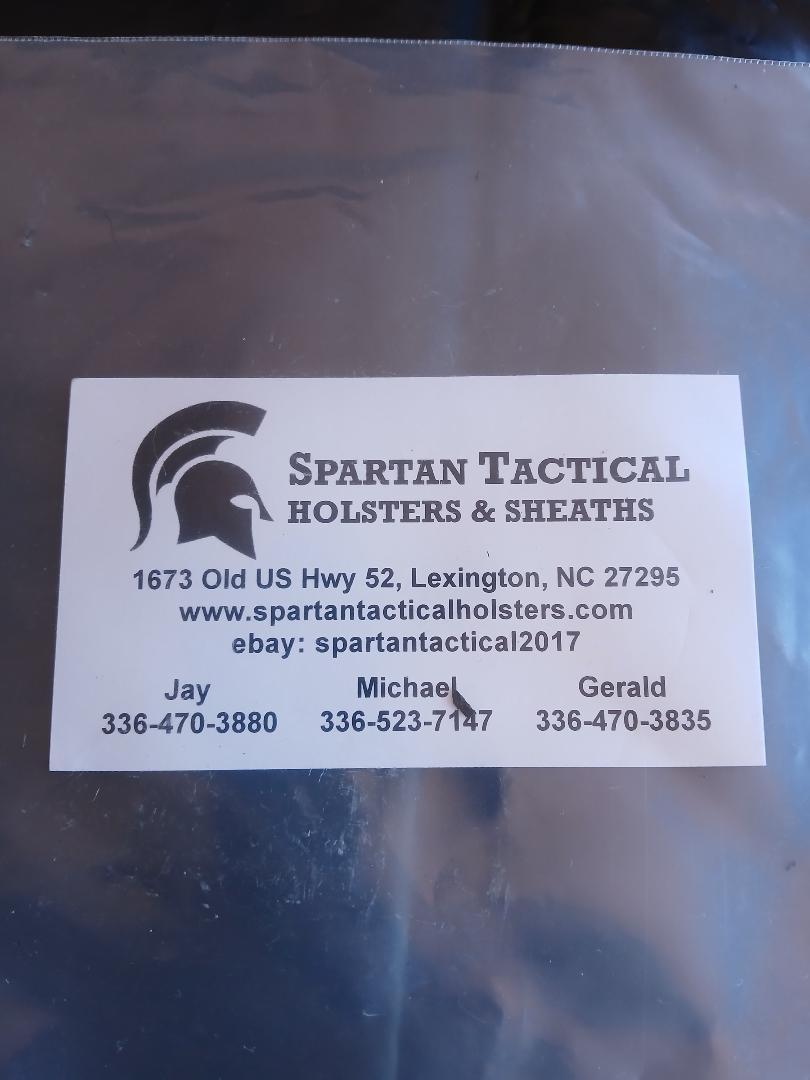 SPARTAN TACTICAL
HOLSTERS & SHEATHS
1673 Old US Hwy 52, Lexington, NC 27295
www.spartantacticalholsters.com
ebay: spartantactical2017
Jay Michael Gerald
336-470-3880 336-523-7147 336-470-3835